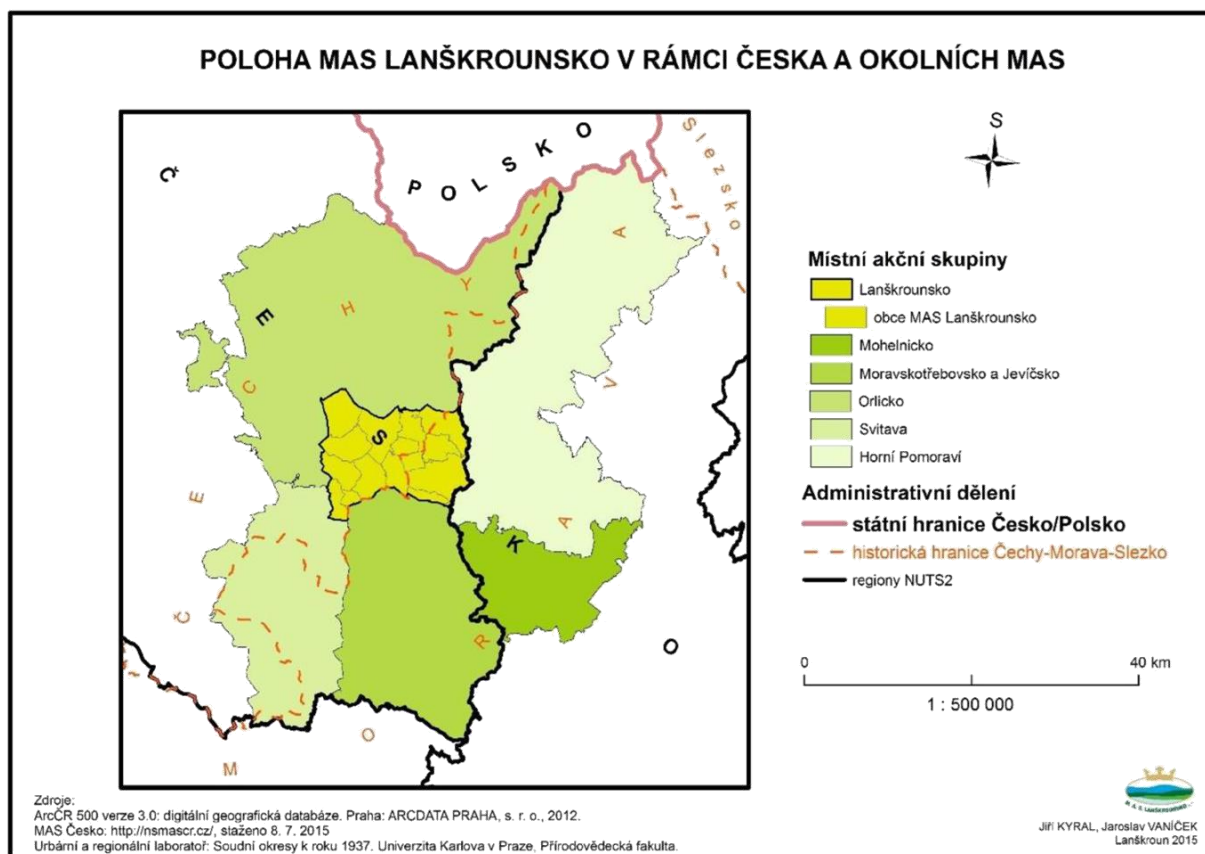 POLOHA MAS LANŠKROUNSKO V RÁMCI ČESKA A OKOLNÍCH MAS
S
POLSKO
Slezsko
ČESKO
ČECHY
MORAVA
Místní akční skupiny
Lanškrounsko
obce MAS Lanškrounsko
Mohelnicko
Moravskotřebovsko a Jevíčsko
Orlicko
Svitava
Horní Pomoraví
Administrativní dělení
státní hranice Česko/Polsko
historická hranice Čechy-Morava-Slezko
regiony NUTS2
0 40 km
1 : 500 000
Zdroje:
ArcČR 500 verze 3.0: digitální geografická databáze. Praha: ARCDATA PRAHA, s. r. o., 2012.
MAS Česko: http://nsmascr.cz/, staženo 8. 7. 2015
Urbánní a regionální laboratoř: Soudní okresy k roku 1937. Univerzita Karlova v Praze, Přírodovědecká fakulta.
M. A. S. LANŠKROUNSKO
Jiří KYRAL, Jaroslav VANÍČEK
Lanškroun 2015